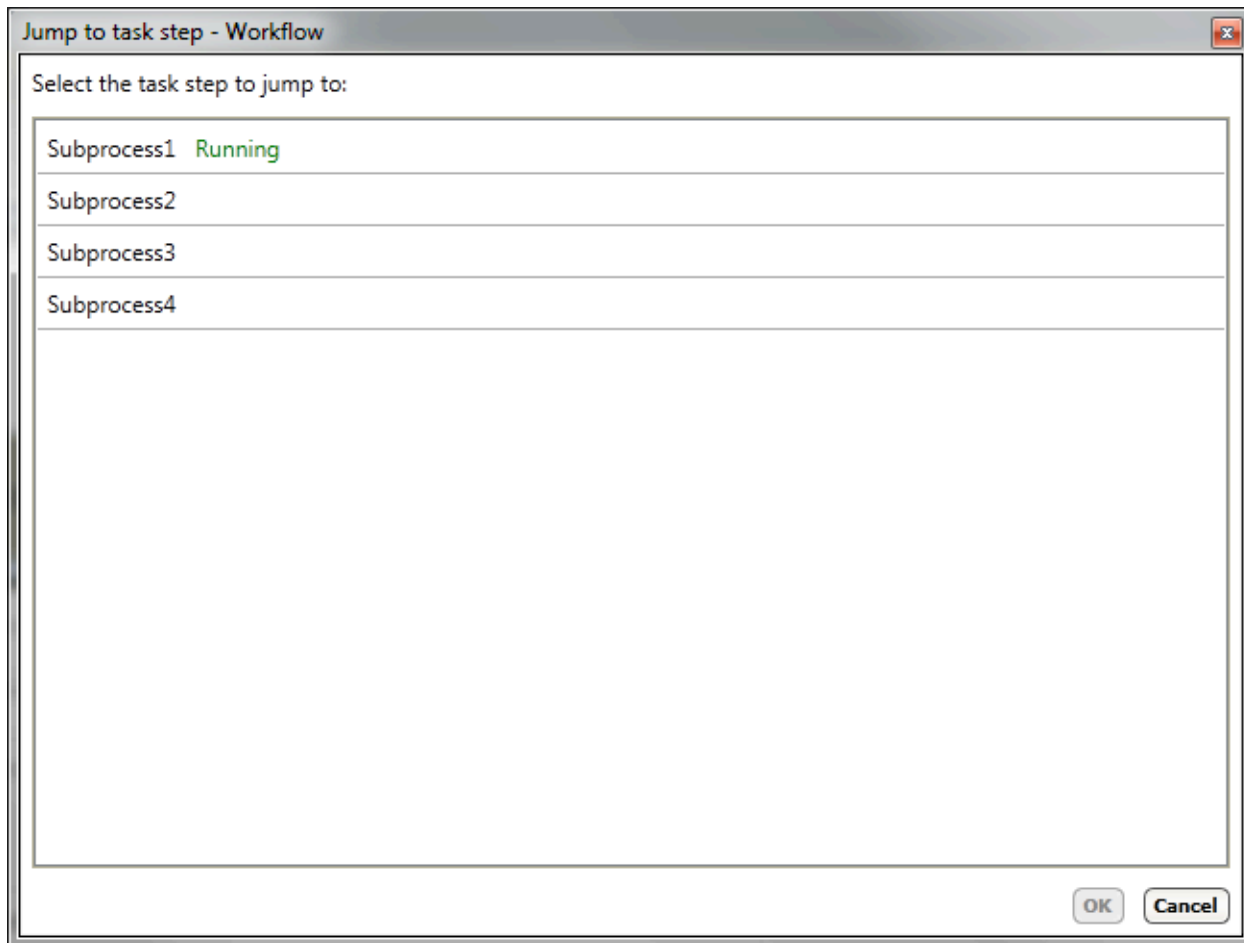 Jump to task step - Workflow
Select the task step to jump to:
Subprocess1 Running
Subprocess2
Subprocess3
Subprocess4
OK Cancel